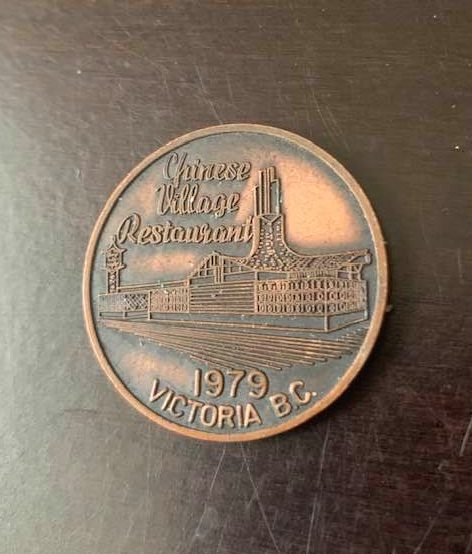 Chinese
Village
Restaurant
1979
VICTORIA B.C.